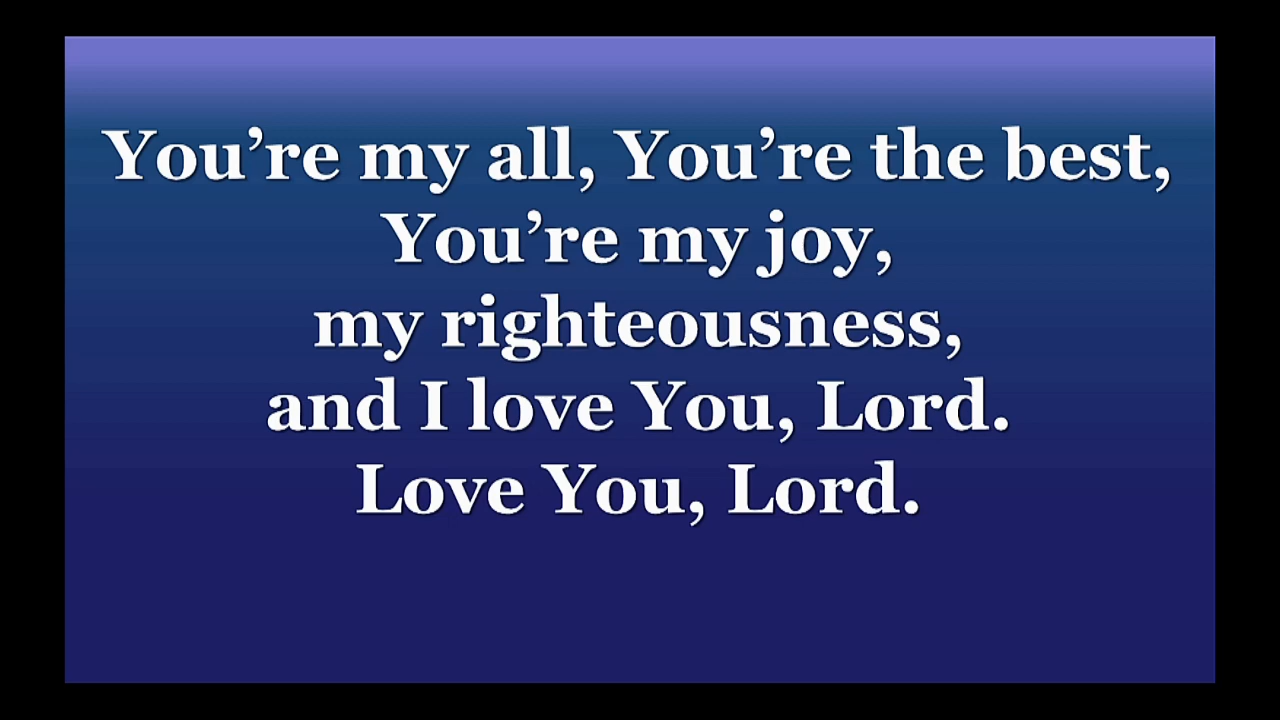 You’re my all, You’re the best,
You’re my joy,
my righteousness,
and I love You, Lord.
Love You, Lord.